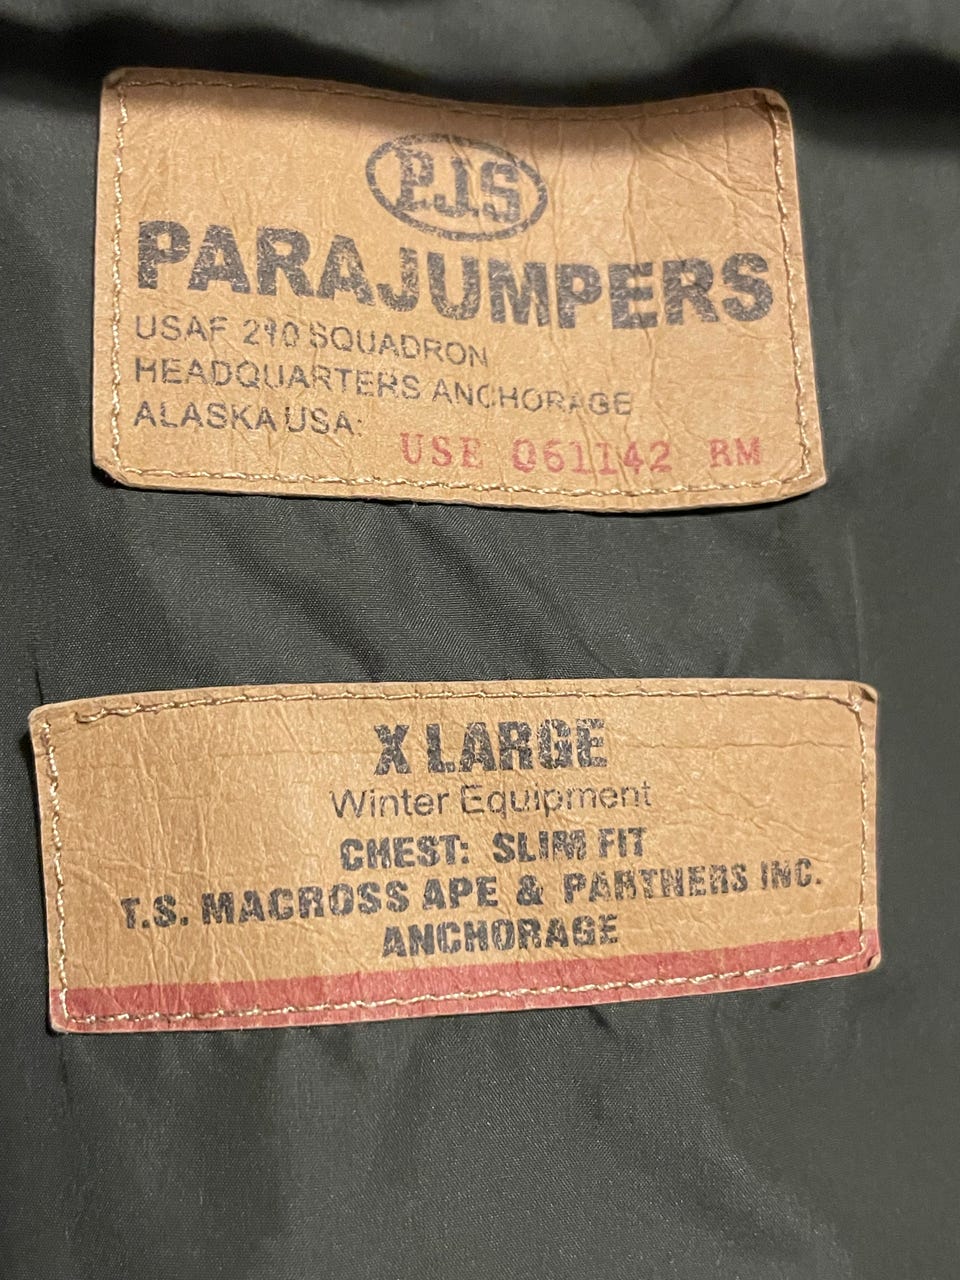 P.J.S
PARAJUMPERS
USAF 210 SQUADRON
HEADQUARTERS ANCHORAGE
ALASKA USA:
USE 061142 RM
X LARGE
Winter Equipment
CHEST: SLIM FIT
T.S. MACROSS APE & PARTNERS INC.
ANCHORAGE